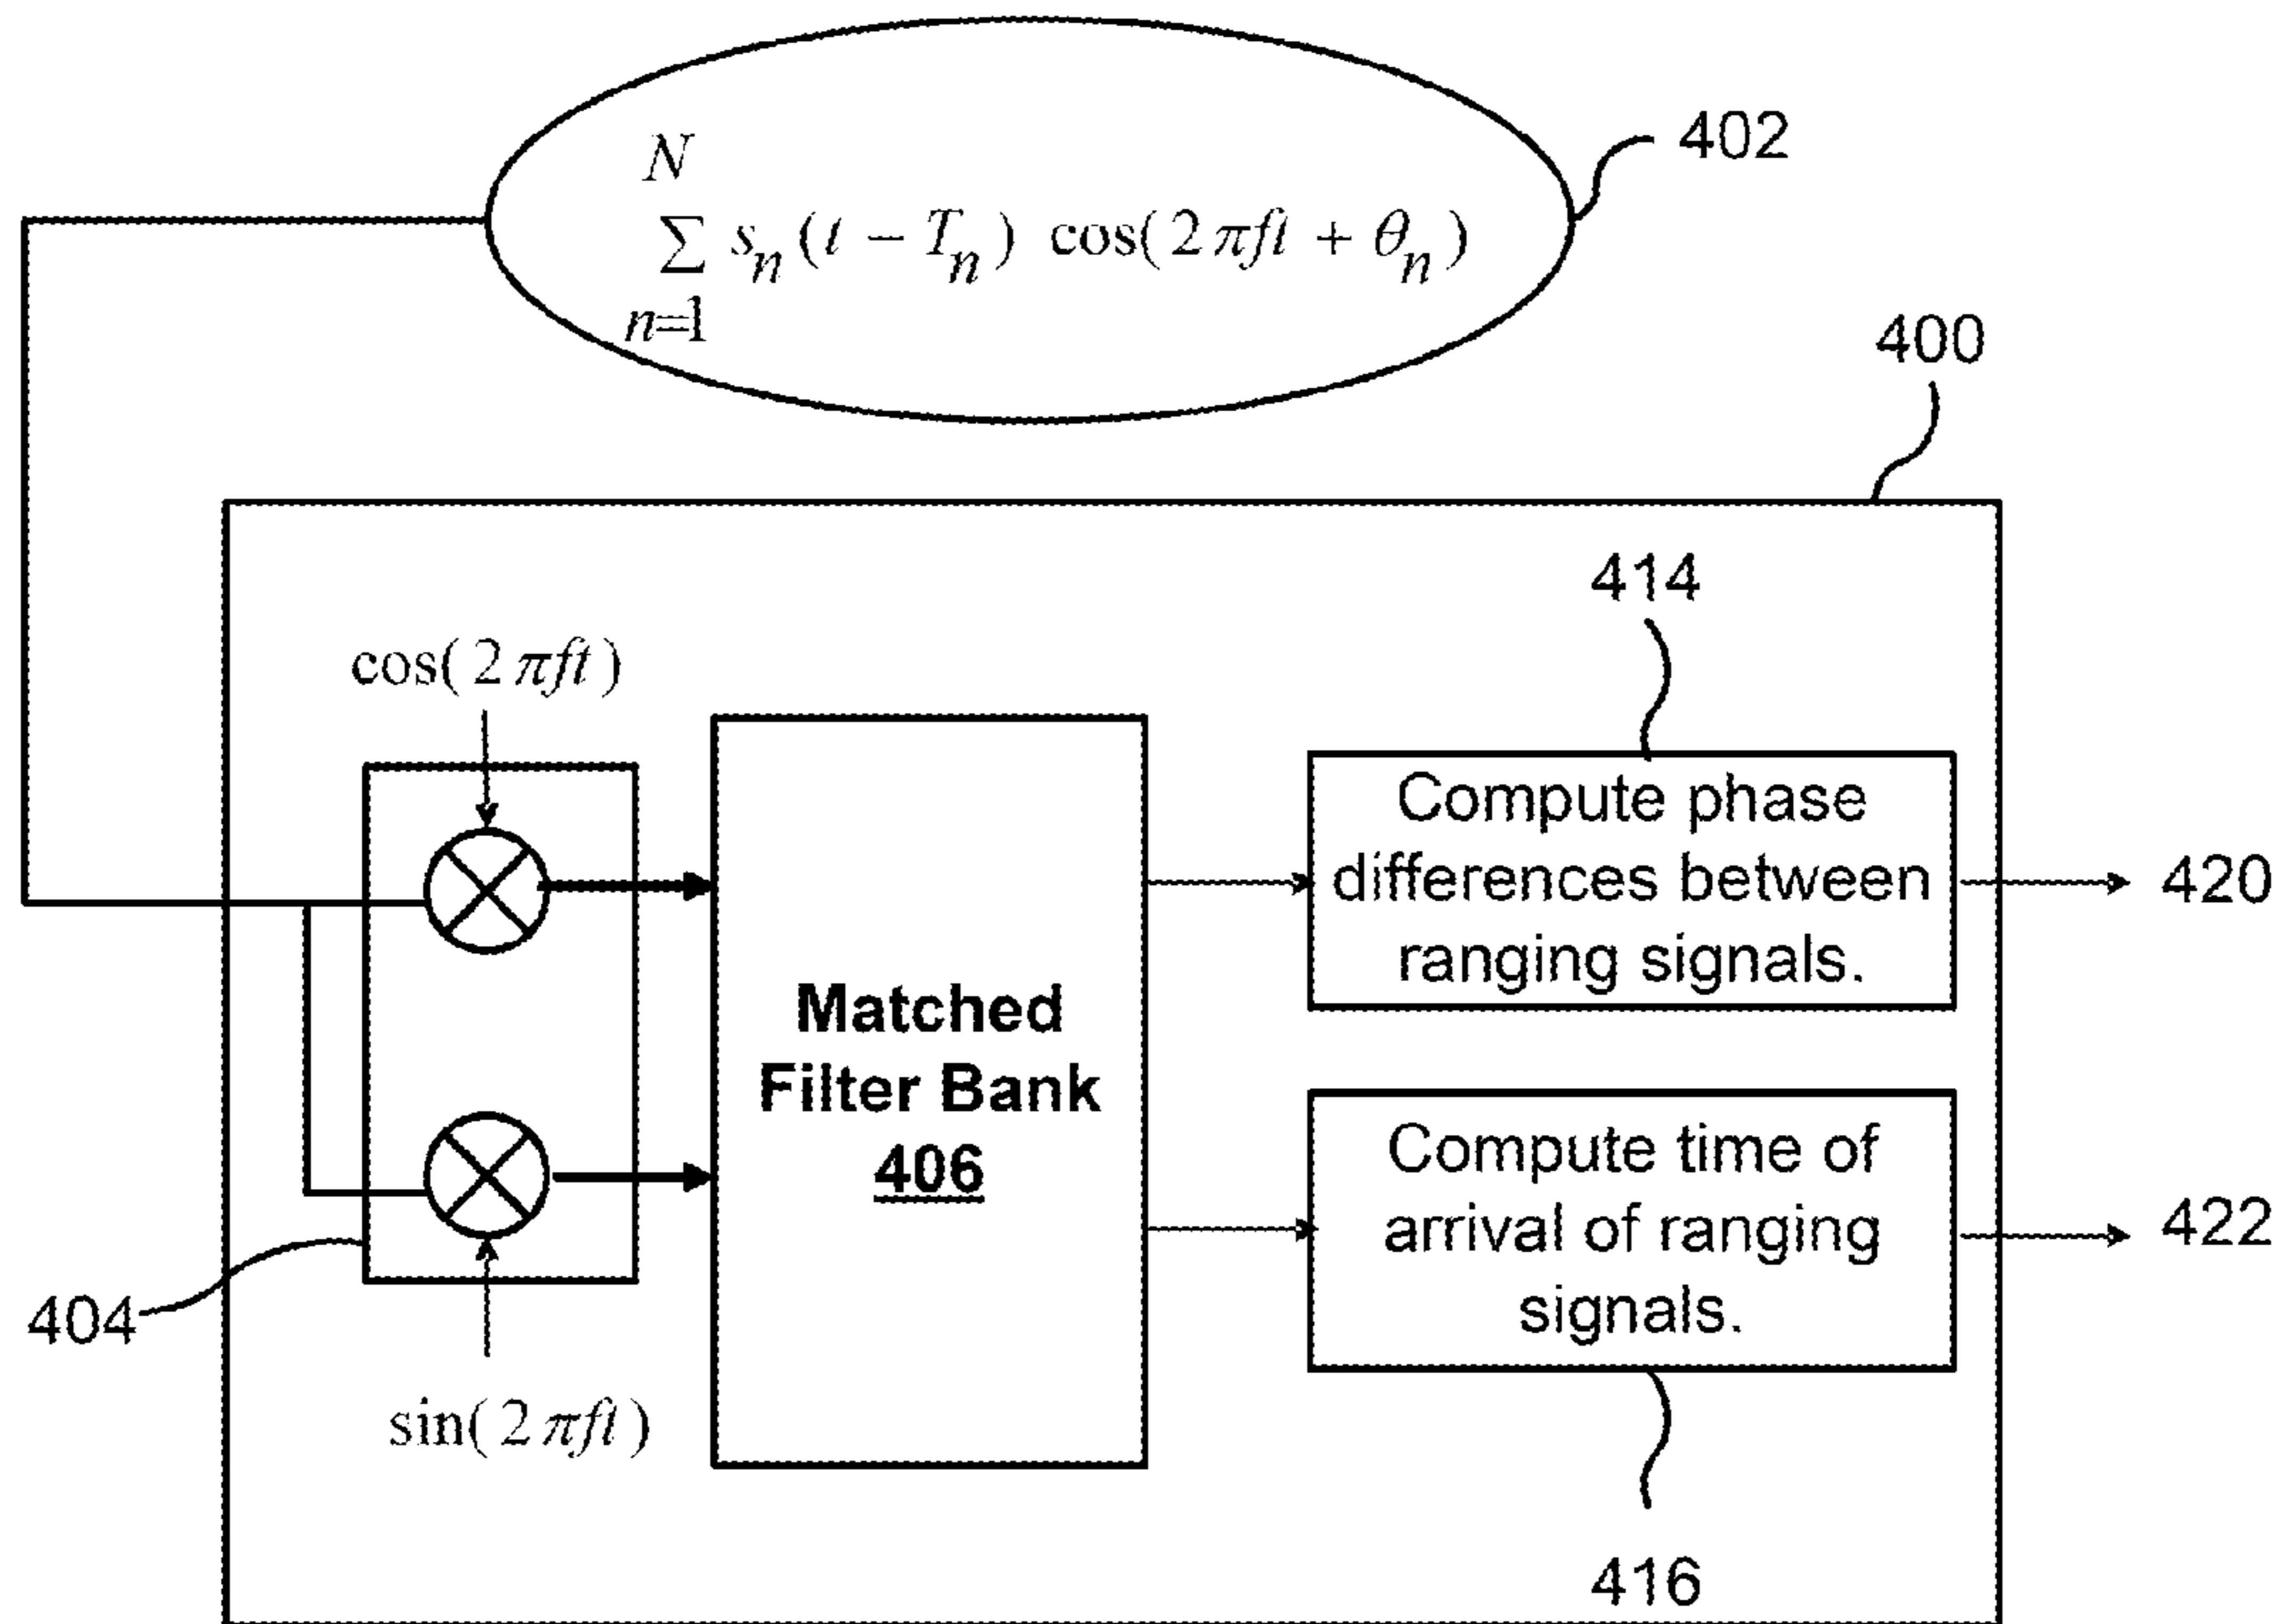 N
∑ s_n (t − T_n) cos(2πft + θ_n)
n=1
402
400
414
cos(2πft)
Compute phase
differences between
ranging signals.
420
Matched
Filter Bank
406
Compute time of
arrival of ranging
signals.
422
404
sin(2πft)
416